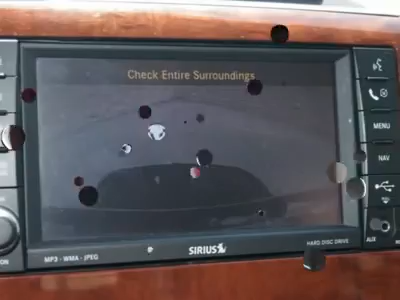 Check Entire Surroundings
MENU
NAV
AUX
MP3 - WMA - JPEG
SIRIUS
HARD DISC DRIVE